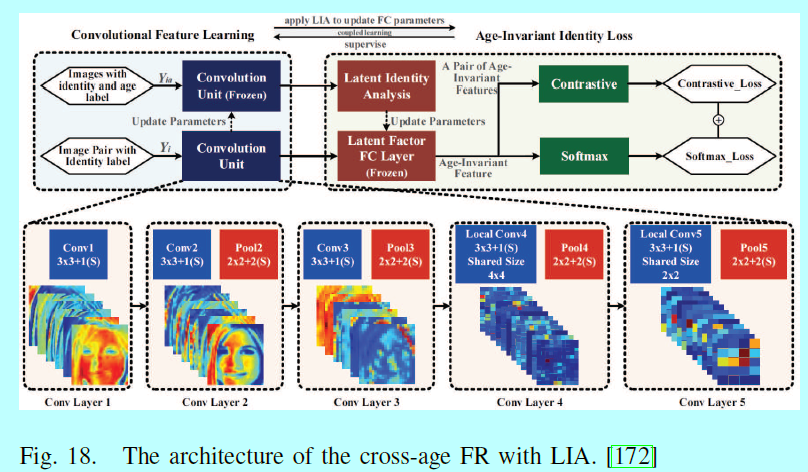 Convolutional Feature Learning
apply LIA to update FC parameters
coupled learning
supervise
Age-Invariant Identity Loss
Images with
identity and age
label
Yia
Convolution
Unit (Frozen)
Latent Identity
Analysis
A Pair of Age-
Invariant
Features
Contrastive
Contrastive_Loss
Update Parameters
Update Parameters
+
Image Pair with
Identity label
Yi
Convolution
Unit
Latent Factor
FC Layer
(Frozen)
Age-Invariant
Feature
Softmax
Softmax_Loss
Conv1
3x3+1(S)
Conv2
3x3+1(S)
Pool2
2x2+2(S)
Conv3
3x3+1(S)
Pool3
2x2+2(S)
Local Conv4
3x3+1(S)
Shared Size
4x4
Pool4
2x2+2(S)
Local Conv5
3x3+1(S)
Shared Size
2x2
Pool5
2x2+2(S)
Conv Layer 1
Conv Layer 2
Conv Layer 3
Conv Layer 4
Conv Layer 5
Fig. 18. The architecture of the cross-age FR with LIA. [172]